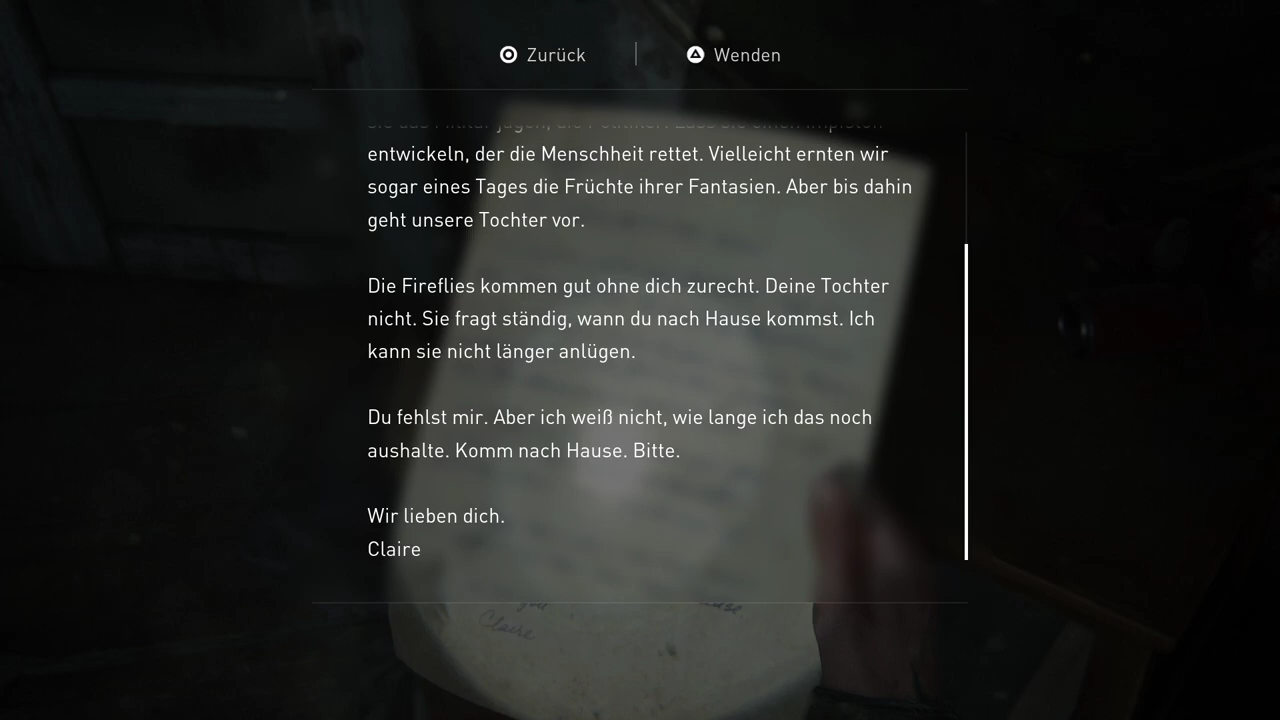 Zurück
Wenden
entwickeln, der die Menschheit rettet. Vielleicht ernten wir
sogar eines Tages die Früchte ihrer Fantasien. Aber bis dahin
geht unsere Tochter vor.
Die Fireflies kommen gut ohne dich zurecht. Deine Tochter
nicht. Sie fragt ständig, wann du nach Hause kommst. Ich
kann sie nicht länger anlügen.
Du fehlst mir. Aber ich weiß nicht, wie lange ich das noch
aushalte. Komm nach Hause. Bitte.
Wir lieben dich.
Claire
Claire